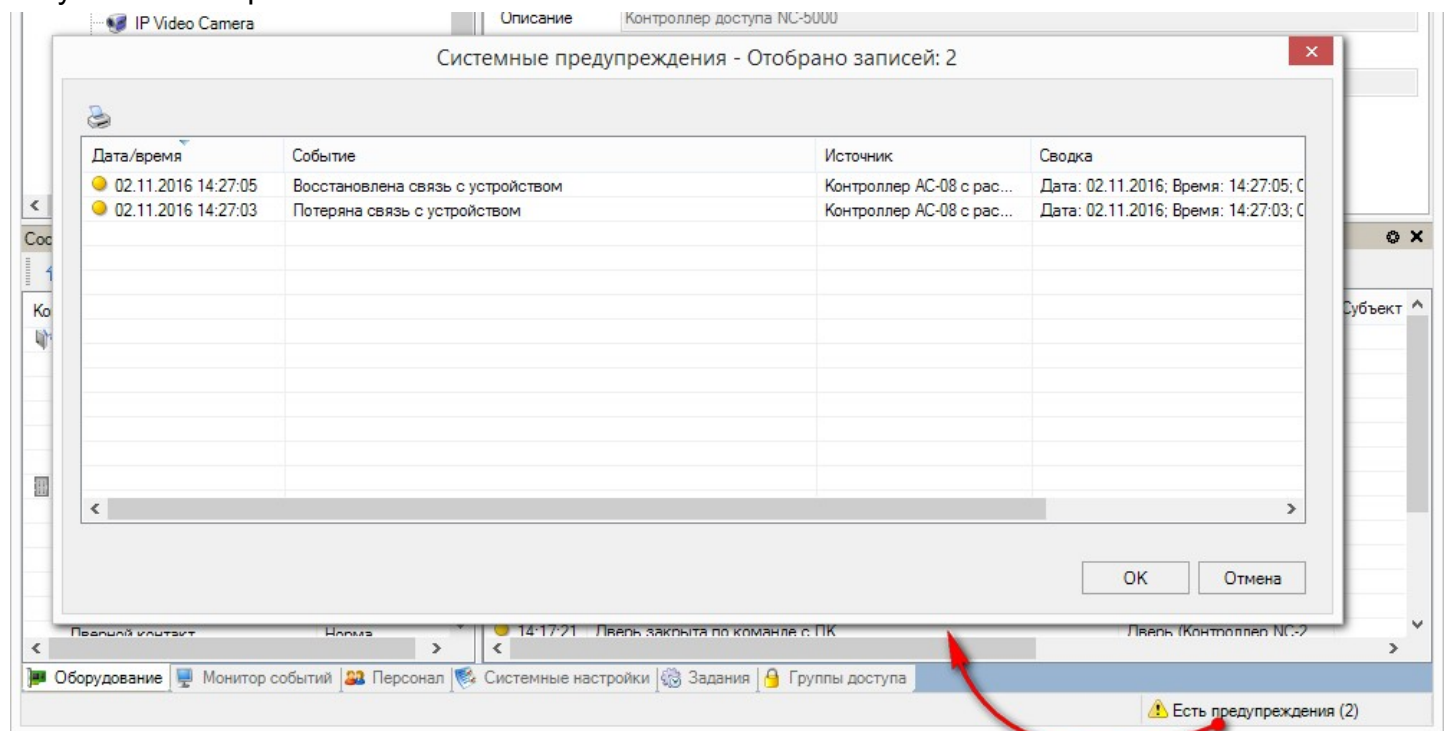 IP Video Camera
Описание Контроллер доступа NC-5000
Системные предупреждения - Отобрано записей: 2
Дата/время Событие Источник Сводка
02.11.2016 14:27:05 Восстановлена связь с устройством Контроллер AC-08 с рас... Дата: 02.11.2016; Время: 14:27:05; С
02.11.2016 14:27:03 Потеряна связь с устройством Контроллер AC-08 с рас... Дата: 02.11.2016; Время: 14:27:03; С
Сос
Ко Субъект
OK Отмена
Дверной контакт Норма 14:17:21 Дверь закрыта по команде с ПК Дверь (Контроллер NC-2
Оборудование Монитор событий Персонал Системные настройки Задания Группы доступа
Есть предупреждения (2)